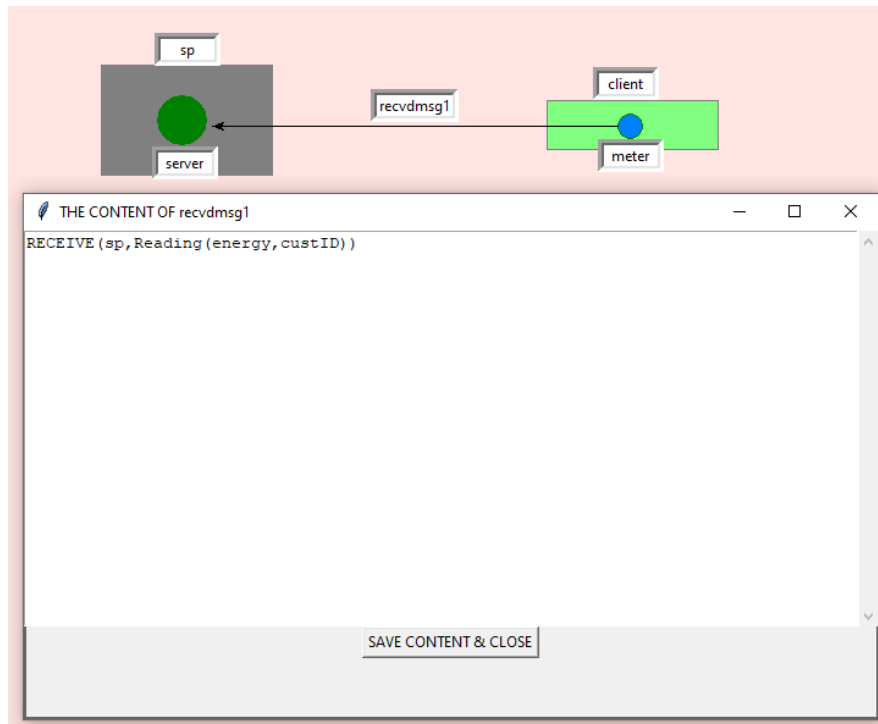 sp
client
recvdmsg1
server
meter
THE CONTENT OF recvdmsg1
RECEIVE(sp,Reading(energy,custID))
SAVE CONTENT & CLOSE